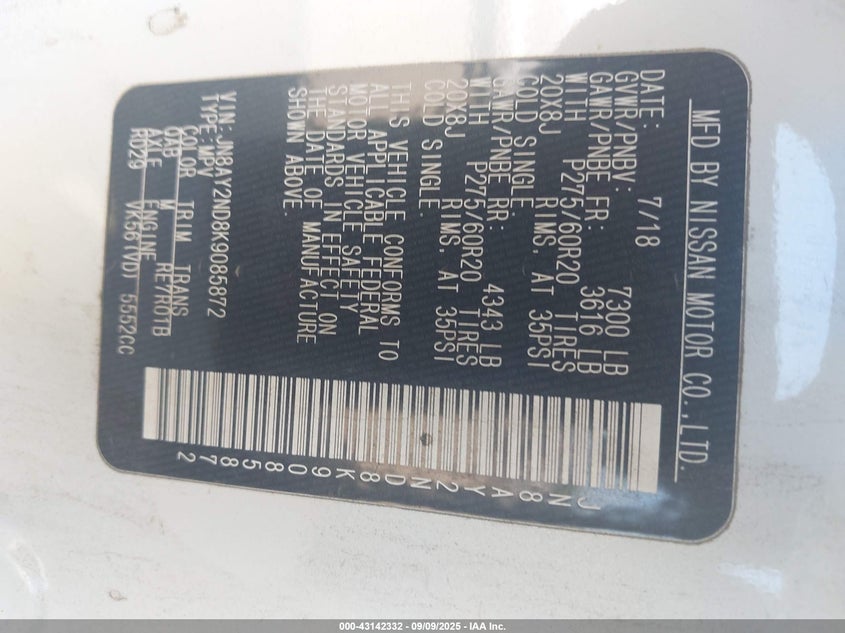 MFD BY NISSAN MOTOR CO.,LTD.
DATE: 7/18
GVWR/PNBV: 7300 LB
GAWR/PNBE FR: 3616 LB
WITH P275/60R20 TIRES
20X8J RIMS, AT 35PSI
COLD SINGLE.
GAWR/PNBE RR: 4343 LB
WITH P275/60R20 TIRES
20X8J RIMS, AT 35PSI
COLD SINGLE.
THIS VEHICLE CONFORMS TO
ALL APPLICABLE FEDERAL
MOTOR VEHICLE SAFETY
STANDARDS IN EFFECT ON
THE DATE OF MANUFACTURE
SHOWN ABOVE.
VIN: JN8AY2ND8K9085872
TYPE: MPV
COLOR TRIM TRANS
QAB M RE7R01B
AXLE ENGINE
RD29 VK56(VD) 5552CC
JN8AY2ND8K9085872
000-43142332 - 09/09/2025 - IAA Inc.